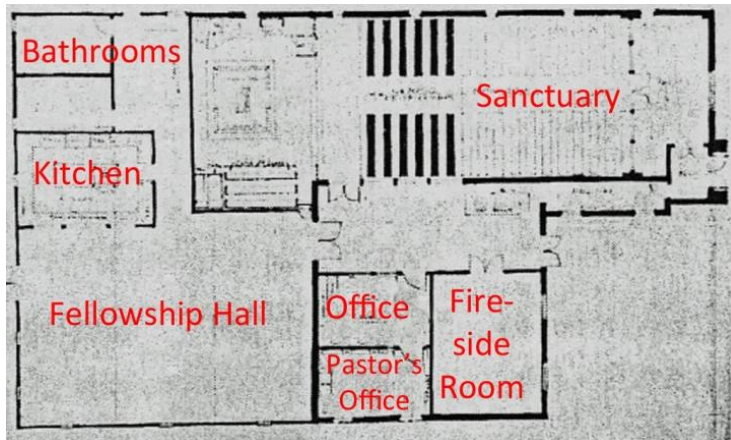 Bathrooms
Sanctuary
Kitchen
Fellowship Hall
Office
Fire-
side
Room
Pastor's
Office